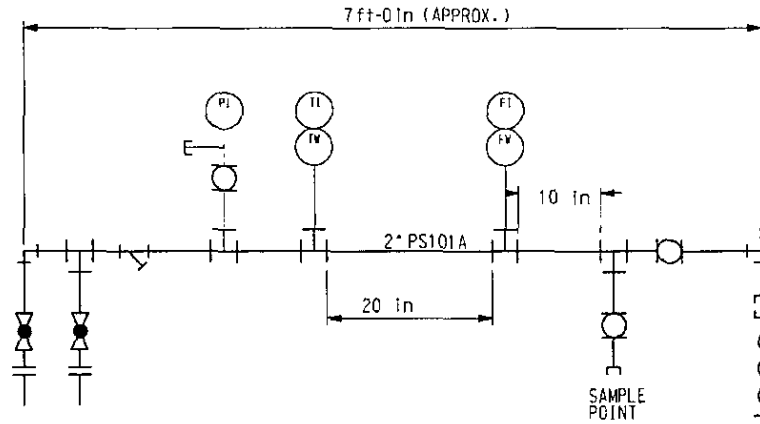 7ft-0in (APPROX.)
PI
TI
TW
FI
FW
10 in
2" PS101A
20 in
SAMPLE
POINT